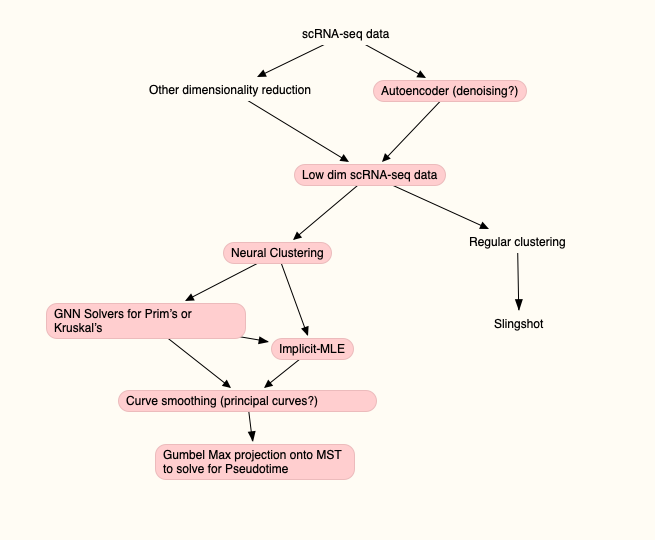 scRNA-seq data
Other dimensionality reduction
Autoencoder (denoising?)
Low dim scRNA-seq data
Regular clustering
Neural Clustering
GNN Solvers for Prim's or
Kruskal's
Slingshot
Implicit-MLE
Curve smoothing (principal curves?)
Gumbel Max projection onto MST
to solve for Pseudotime